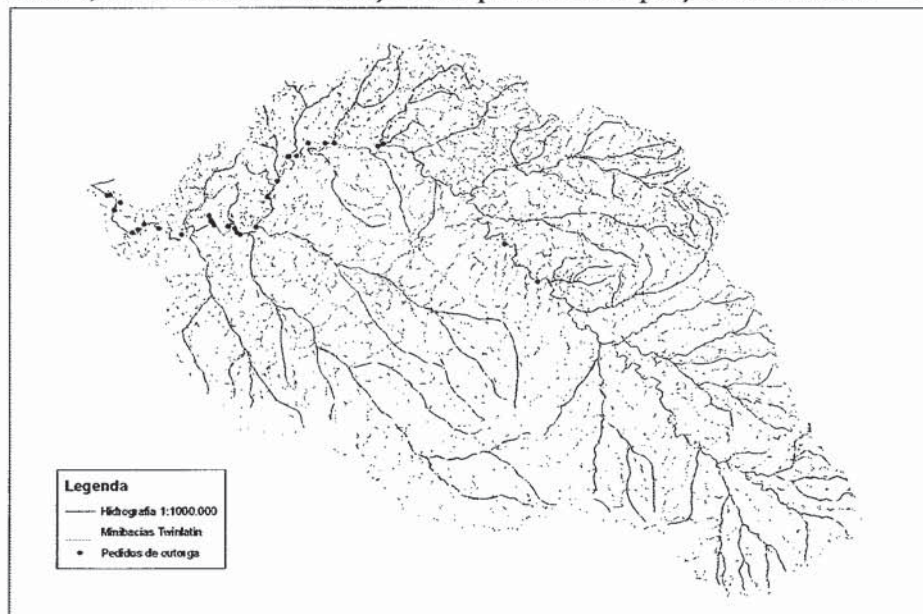 Legenda
Hidrografia 1:1000.000
Minibacias Twinlatin
Pedidos de outorga